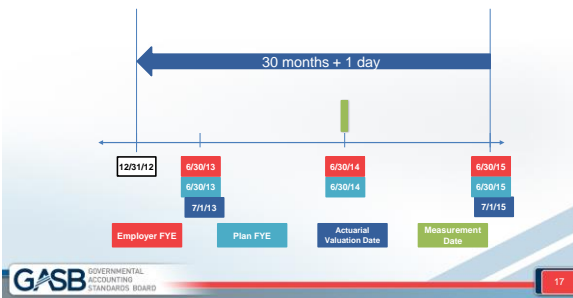 30 months + 1 day
12/31/12
6/30/13
6/30/14
6/30/15
6/30/13
6/30/14
6/30/15
7/1/13
7/1/15
Employer FYE
Plan FYE
Actuarial
Valuation Date
Measurement
Date
GASB
GOVERNMENTAL
ACCOUNTING
STANDARDS BOARD
17